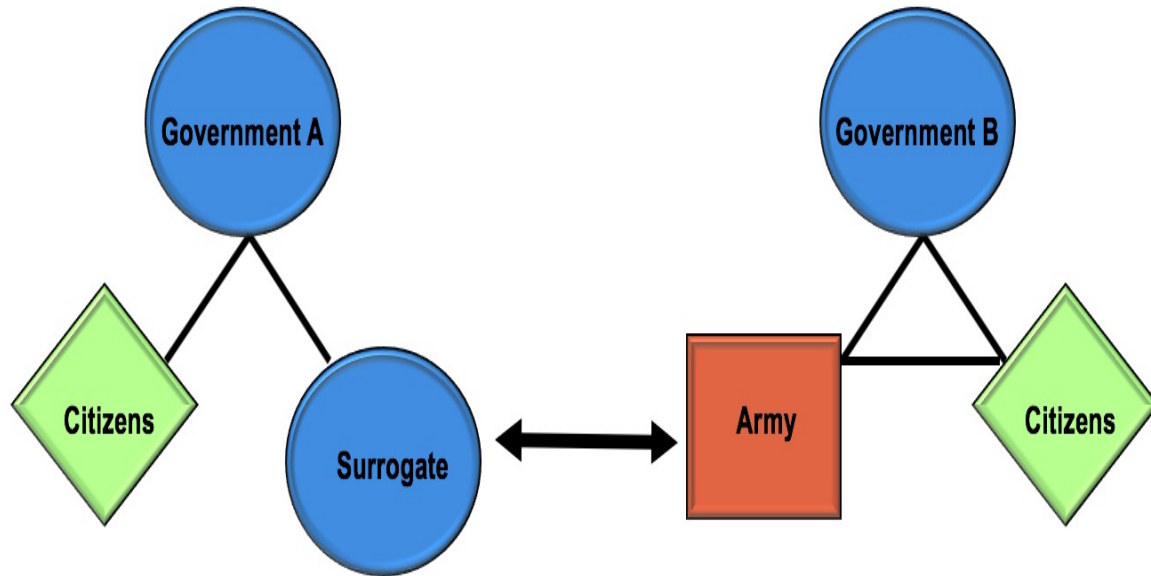 Government A
Government B
Citizens
Surrogate
Army
Citizens